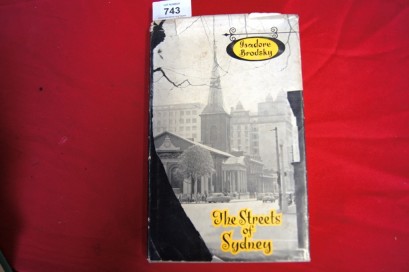 743
Isadore
Brodsky
The Streets
of
Sydney